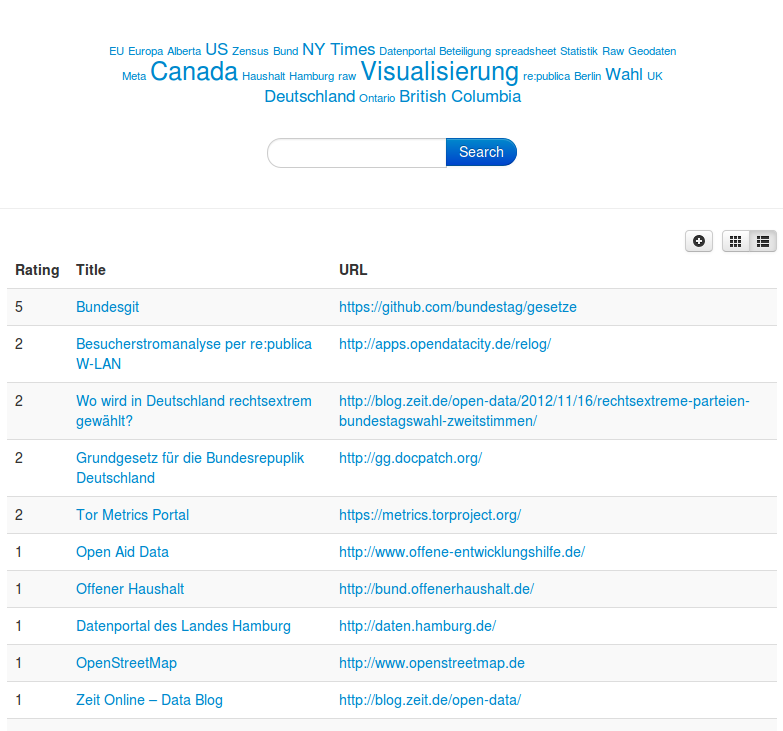 EU Europa Alberta US Zensus Bund NY Times Datenportal Beteiligung spreadsheet Statistik Raw Geodaten
Meta Canada Haushalt Hamburg raw Visualisierung re:publica Berlin Wahl UK
Deutschland Ontario British Columbia
Search
Rating Title URL
5 Bundesgit https://github.com/bundestag/gesetze
2 Besucherstromanalyse per re:publica http://apps.opendatacity.de/relog/
W-LAN
2 Wo wird in Deutschland rechtsextrem http://blog.zeit.de/open-data/2012/11/16/rechtsextreme-parteien-
gewählt? bundestagswahl-zweitstimmen/
2 Grundgesetz für die Bundesrepuplik http://gg.docpatch.org/
Deutschland
2 Tor Metrics Portal https://metrics.torproject.org/
1 Open Aid Data http://www.offene-entwicklungshilfe.de/
1 Offener Haushalt http://bund.offenerhaushalt.de/
1 Datenportal des Landes Hamburg http://daten.hamburg.de/
1 OpenStreetMap http://www.openstreetmap.de
1 Zeit Online – Data Blog http://blog.zeit.de/open-data/